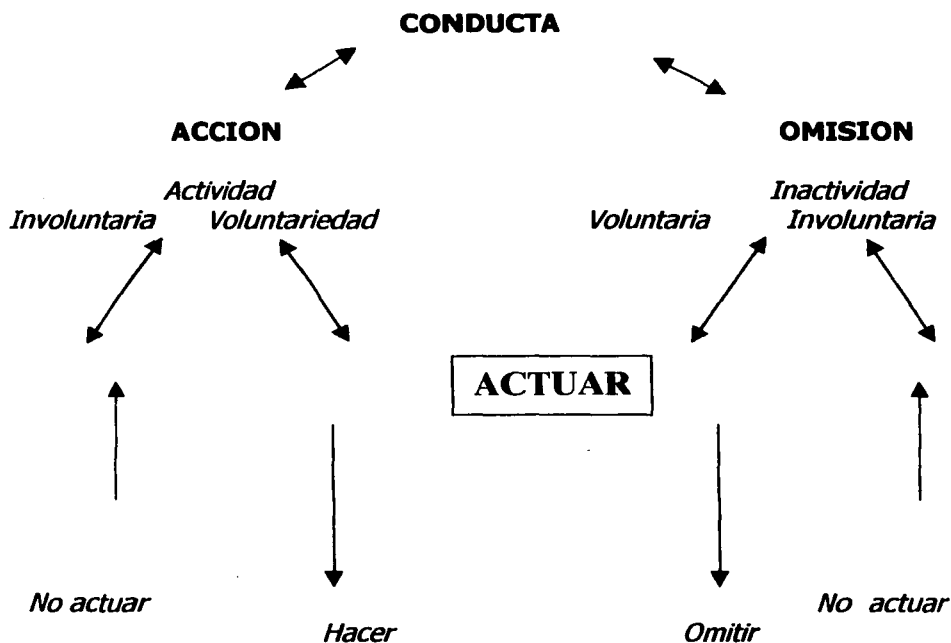 CONDUCTA
ACCION
OMISION
Actividad
Involuntaria Voluntariedad
Inactividad
Voluntaria Involuntaria
ACTUAR
No actuar
Hacer
Omitir
No actuar